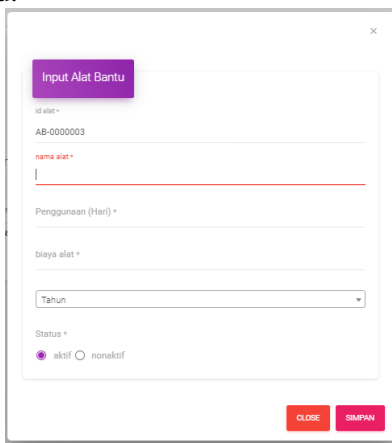 ×
Input Alat Bantu
id alat *
AB-0000003
nama alat *
Penggunaan (Hari) *
biaya alat *
Tahun
Status *
aktif nonaktif
CLOSE SIMPAN